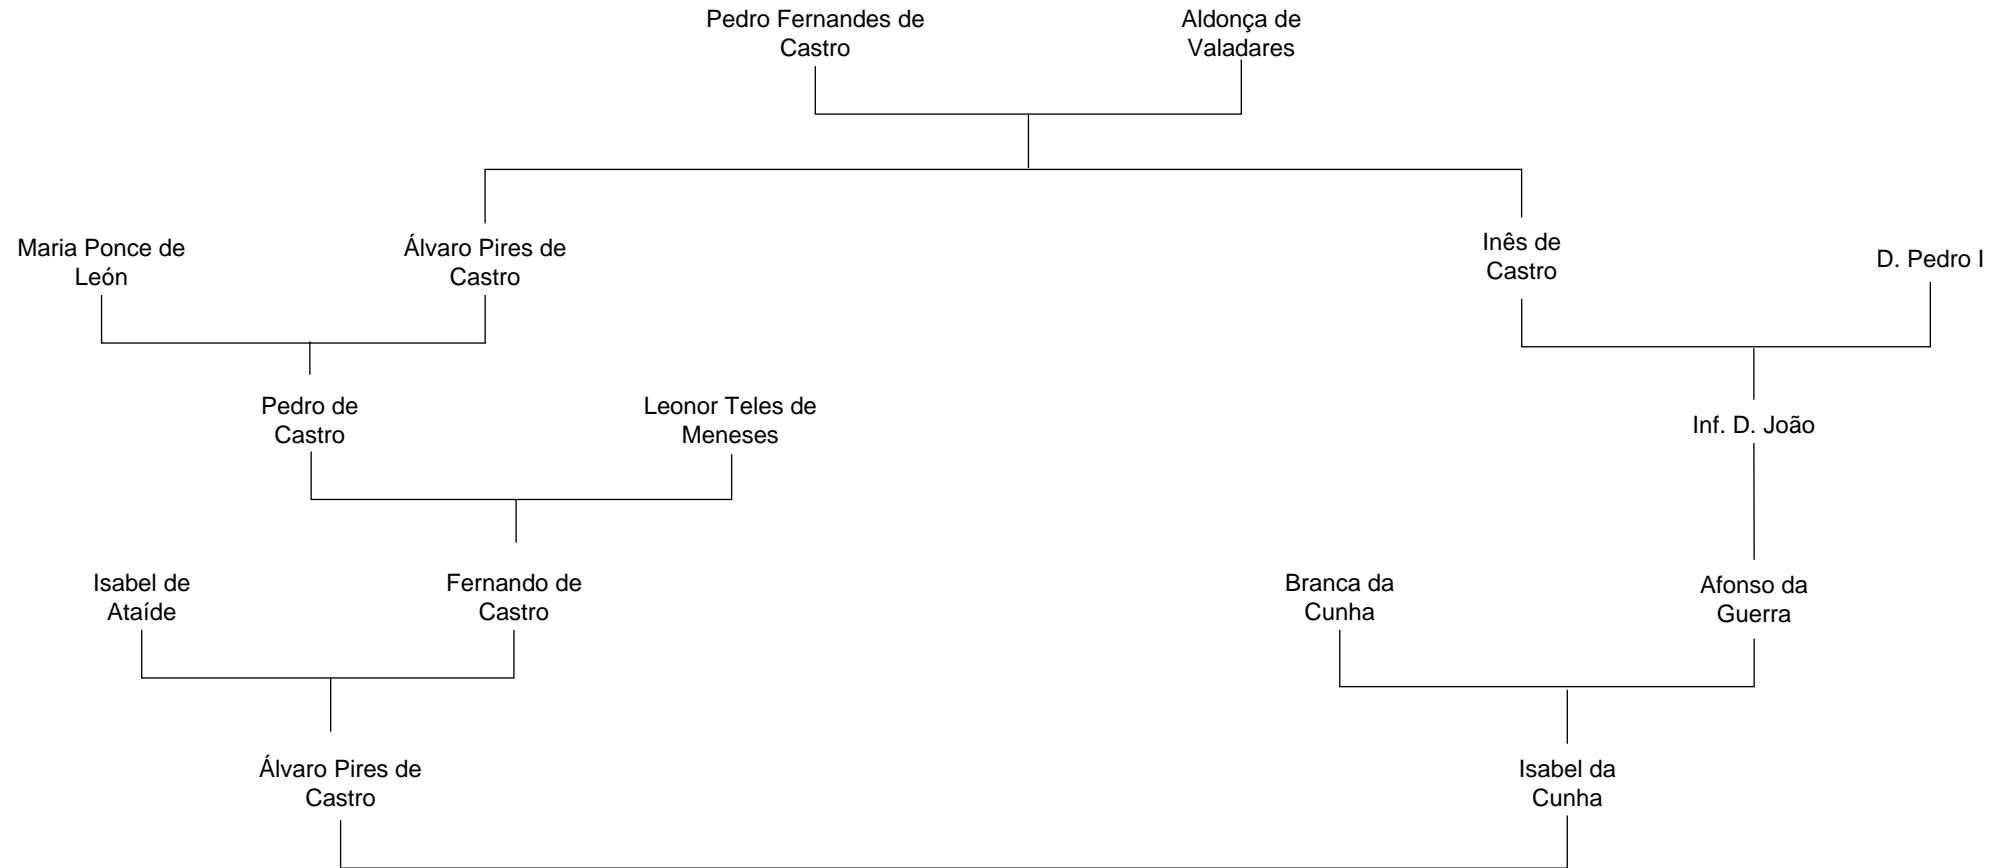 Pedro Fernandes de
Castro
Aldonça de
Valadares
Maria Ponce de
León
Álvaro Pires de
Castro
Inês de
Castro
D. Pedro I
Pedro de
Castro
Leonor Teles de
Meneses
Inf. D. João
Isabel de
Ataíde
Fernando de
Castro
Branca da
Cunha
Afonso da
Guerra
Álvaro Pires de
Castro
Isabel da
Cunha